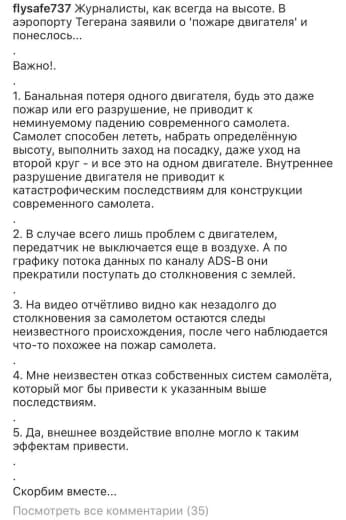 flysafe737 Журналисты, как всегда на высоте. В
аэропорту Тегерана заявили о 'пожаре двигателя' и
понеслось...
.
Важно!.
.
1. Банальная потеря одного двигателя, будь это даже
пожар или его разрушение, не приводит к
неминуемому падению современного самолета.
Самолет способен лететь, набрать определённую
высоту, выполнить заход на посадку, даже уход на
второй круг - и все это на одном двигателе. Внутреннее
разрушение двигателя не приводит к
катастрофическим последствиям для конструкции
современного самолета.
.
2. В случае всего лишь проблем с двигателем,
передатчик не выключается еще в воздухе. А по
графику потока данных по каналу ADS-B они
прекратили поступать до столкновения с землей.
.
3. На видео отчётливо видно как незадолго до
столкновения за самолетом остаются следы
неизвестного происхождения, после чего наблюдается
что-то похожее на пожар самолета.
.
4. Мне неизвестен отказ собственных систем самолёта,
который мог бы привести к указанным выше
последствиям.
.
5. Да, внешнее воздействие вполне могло к таким
эффектам привести.
.
.
Скорбим вместе...
Посмотреть все комментарии (35)